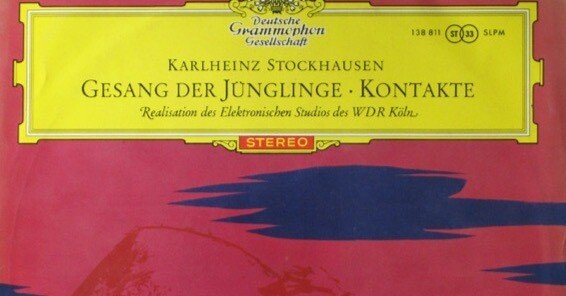 Deutsche
Grammophon
Gesellschaft
138 811 ST 33 SLPM
KARLHEINZ STOCKHAUSEN
GESANG DER JÜNGLINGE · KONTAKTE
Realisation des Elektronischen Studios des WDR Köln
STEREO